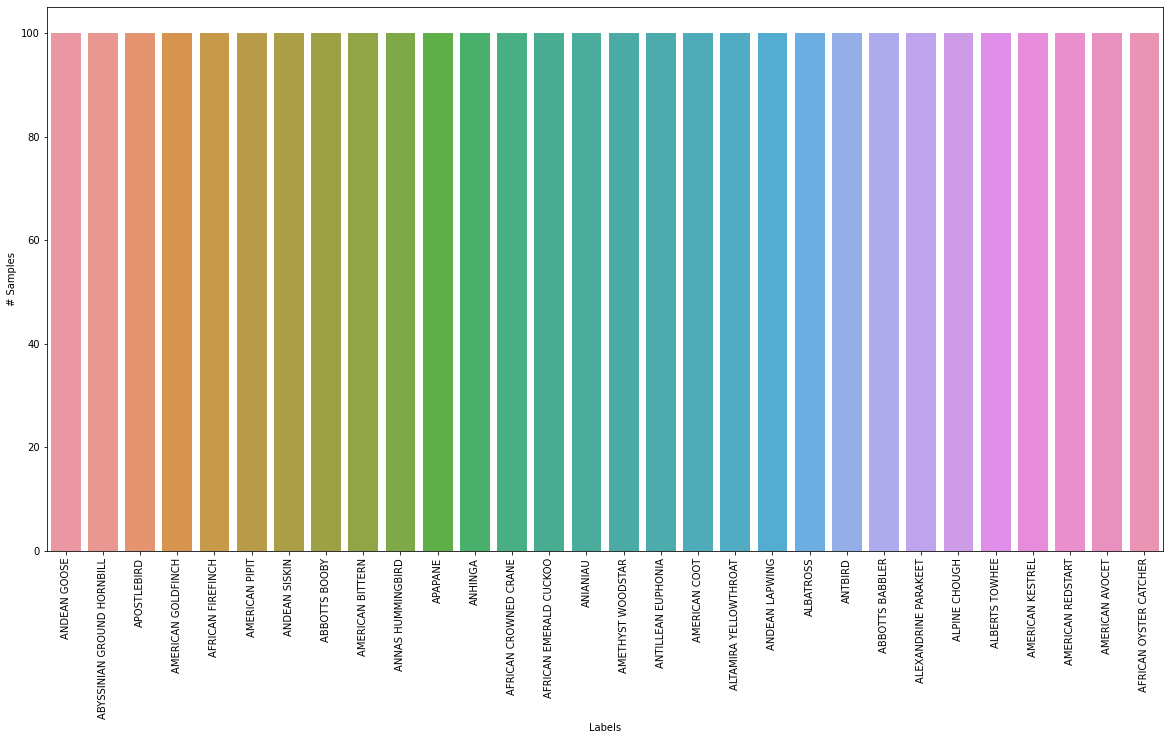 100
80
60
40
20
0
# Samples
ANDEAN GOOSE
ABYSSINIAN GROUND HORNBILL
APOSTLEBIRD
AMERICAN GOLDFINCH
AFRICAN FIREFINCH
AMERICAN PIPIT
ANDEAN SISKIN
ABBOTTS BOOBY
AMERICAN BITTERN
ANNAS HUMMINGBIRD
APAPANE
ANHINGA
AFRICAN CROWNED CRANE
AFRICAN EMERALD CUCKOO
ANIANIAU
AMETHYST WOODSTAR
ANTILLEAN EUPHONIA
AMERICAN COOT
ALTAMIRA YELLOWTHROAT
ANDEAN LAPWING
ALBATROSS
ANTBIRD
ABBOTTS BABBLER
ALEXANDRINE PARAKEET
ALPINE CHOUGH
ALBERTS TOWHEE
AMERICAN KESTREL
AMERICAN REDSTART
AMERICAN AVOCET
AFRICAN OYSTER CATCHER
Labels